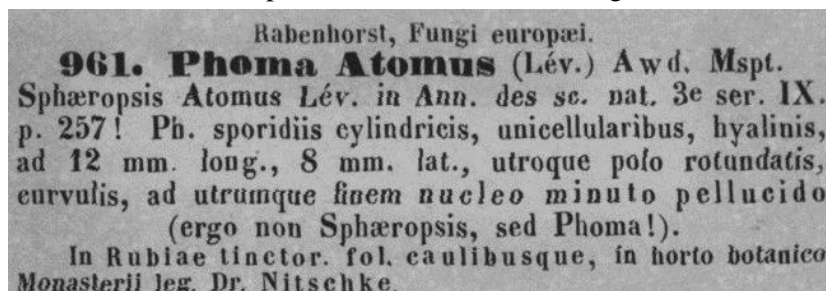 Rabenhorst, Fungi europæi.
961. Phoma Atomus (Lév.) Awd. Mspt.
Sphæropsis Atomus Lév. in Ann. des sc. nat. 3e ser. IX.
p. 257! Ph. sporidiis cylindricis, unicellularibus, hyalinis,
ad 12 mm. long., 8 mm. lat., utroque polo rotundatis,
curvulis, ad utrumque finem nucleo minuto pellucido
(ergo non Sphæropsis, sed Phoma!).
In Rubiae tinctor. fol. caulibusque, in horto botanico
Monasterii leg. Dr. Nitschke.